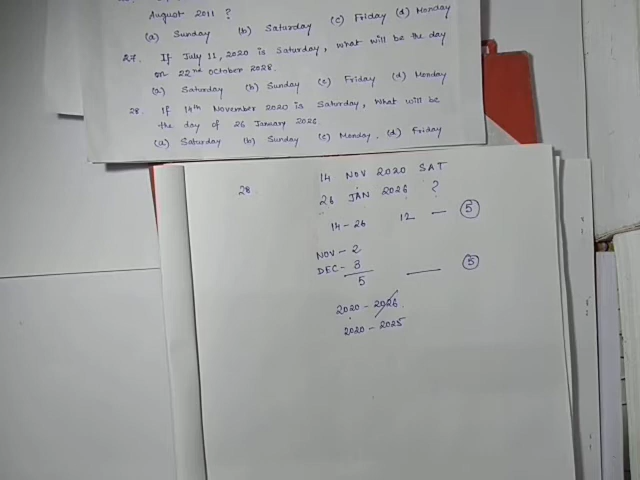 August 2011 ?
(a) Sunday (b) Saturday (c) Friday (d) Monday
27. If July 11, 2020 is Saturday, what will be the day
on 22nd October 2028.
(a) Saturday (b) Sunday (c) Friday (d) Monday
28. If 14th November 2020 is Saturday, What will be
the day of 26 January 2026
(a) Saturday (b) Sunday (c) Monday. (d) Friday
28. 14 NOV 2020 SAT
26 JAN 2026 ?
14-26 12 — 5
NOV - 2
DEC - 3
5 — 5
2020 - 2026
2020 - 2025